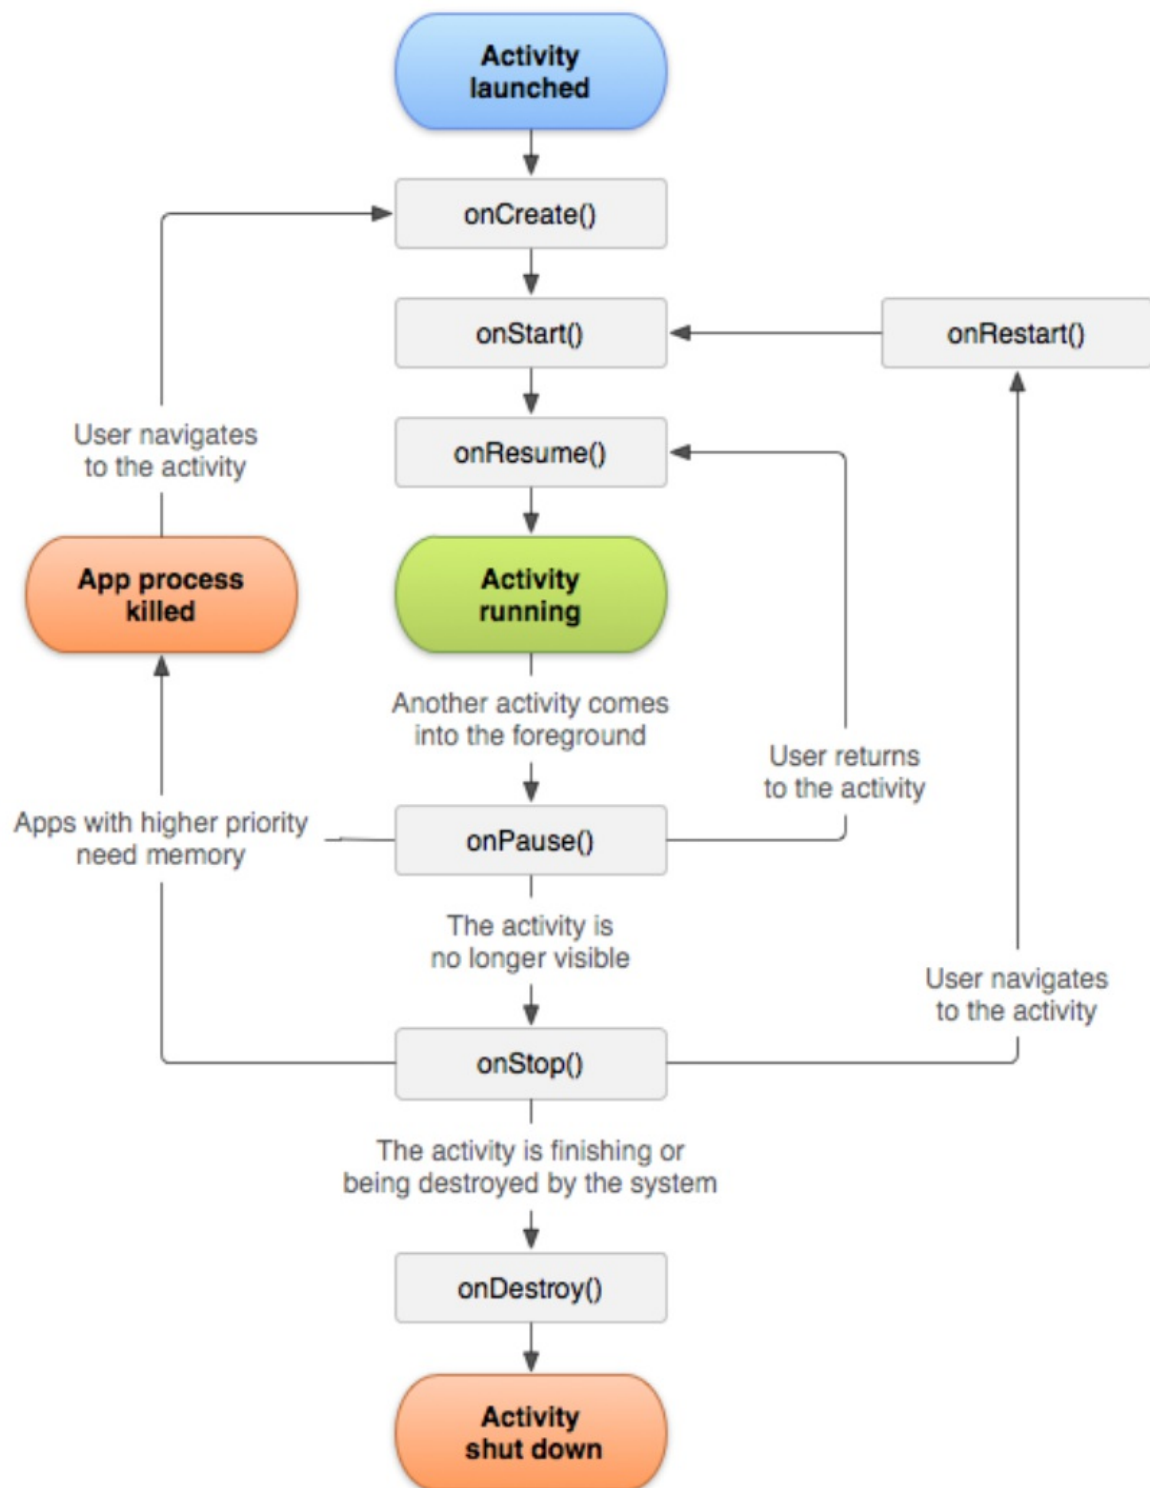 Activity
launched
onCreate()
onStart()
onRestart()
User navigates
to the activity
onResume()
App process
killed
Activity
running
Another activity comes
into the foreground
User returns
to the activity
Apps with higher priority
need memory
onPause()
The activity is
no longer visible
User navigates
to the activity
onStop()
The activity is finishing or
being destroyed by the system
onDestroy()
Activity
shut down